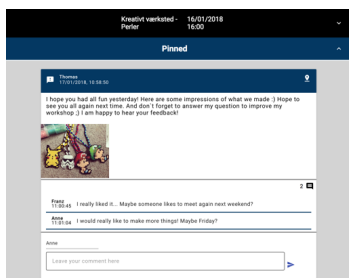 Kreativt værksted - 16/01/2018
Perler 16:00
Pinned
Thomas
17/01/2018, 10:58:50
I hope you had all fun yesterday! Here are some impressions of what we made :) Hope to
see you all again next time. And don´t forget to answer my question to improve my
workshop ;) I am happy to hear your feedback!
2
Franz
11:00:45 I really liked it... Maybe someone likes to meet again next weekend?
Anne
11:01:04 I would really like to make more things! Maybe Friday?
Anne
Leave your comment here